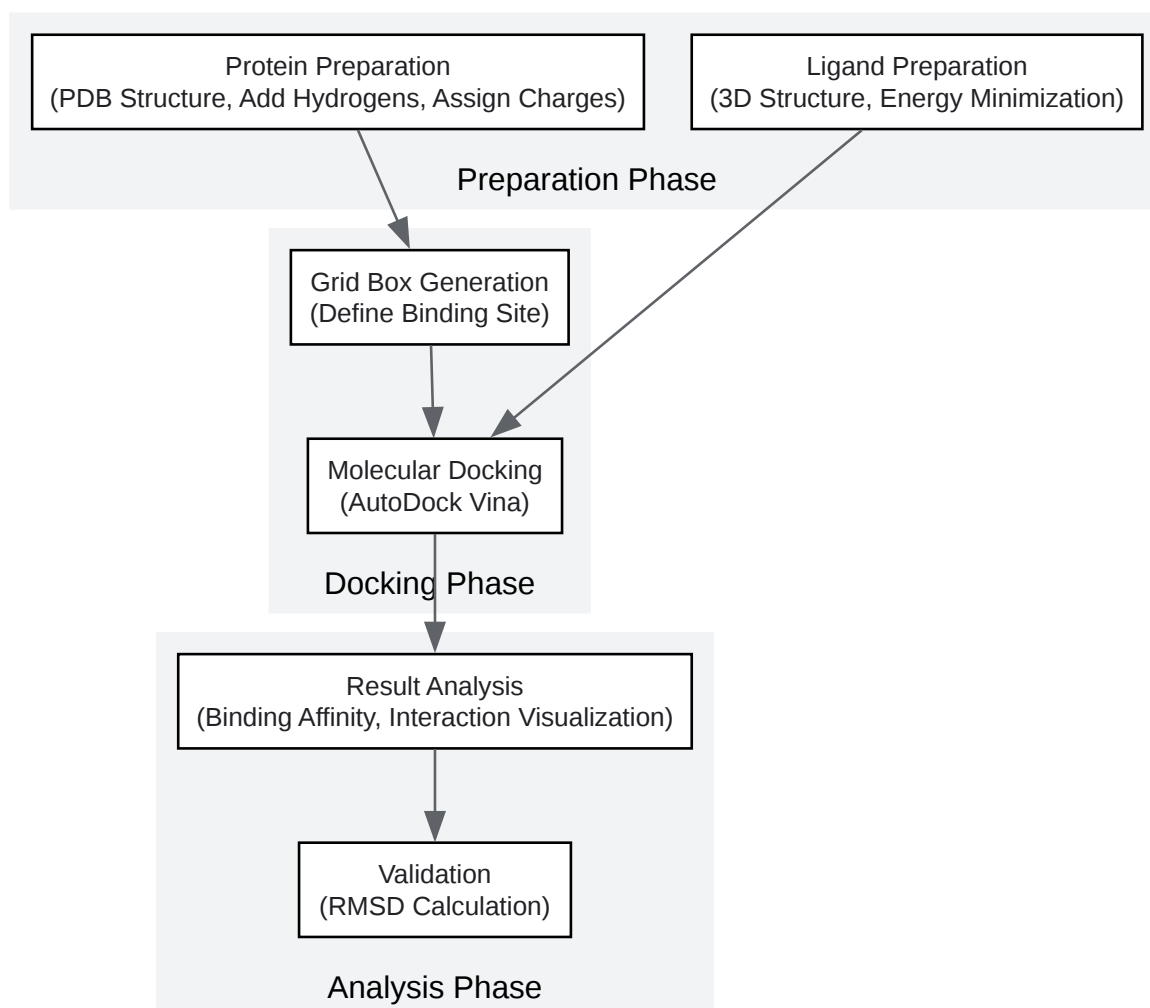 Protein Preparation
(PDB Structure, Add Hydrogens, Assign Charges)
Ligand Preparation
(3D Structure, Energy Minimization)
Preparation Phase
Grid Box Generation
(Define Binding Site)
Molecular Docking
(AutoDock Vina)
Docking Phase
Result Analysis
(Binding Affinity, Interaction Visualization)
Validation
(RMSD Calculation)
Analysis Phase